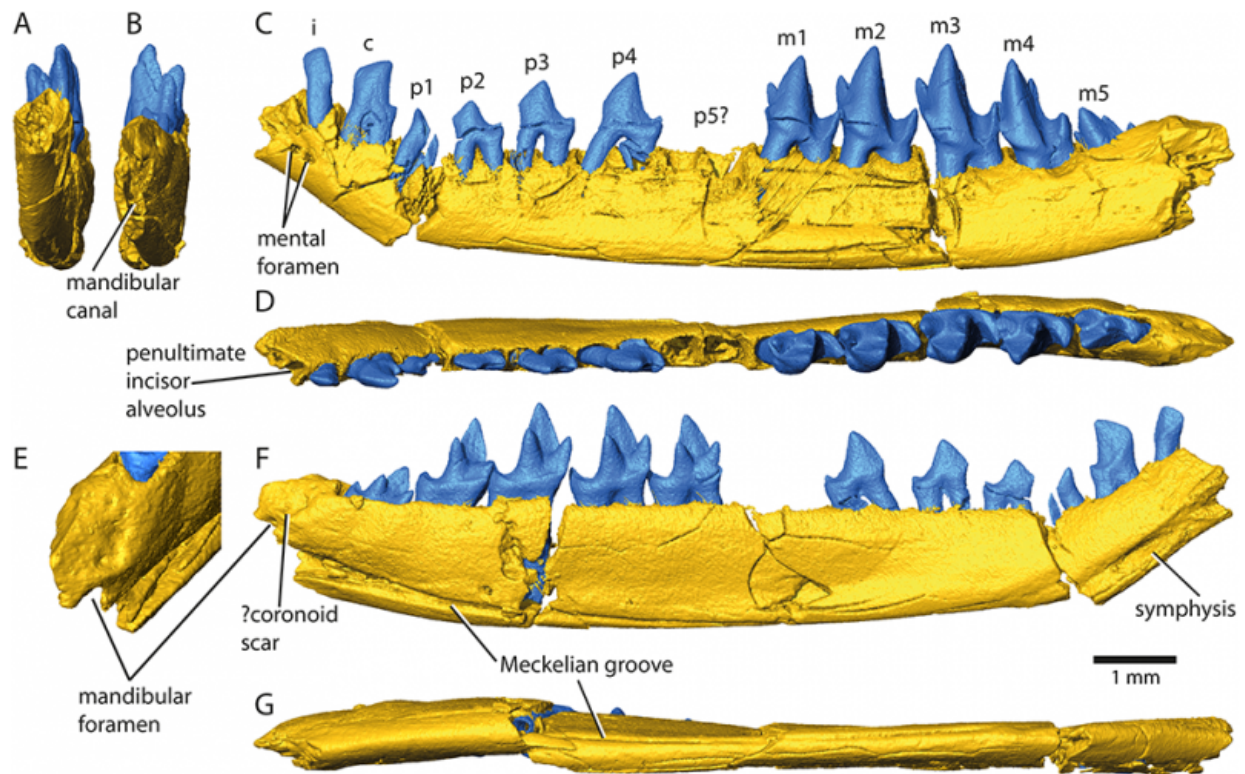 A
B
C
i
c
p1
p2
p3
p4
p5?
m1
m2
m3
m4
m5
mental
foramen
mandibular
canal
D
penultimate
incisor
alveolus
E
F
?coronoid
scar
symphysis
Meckelian groove
1 mm
mandibular
foramen
G